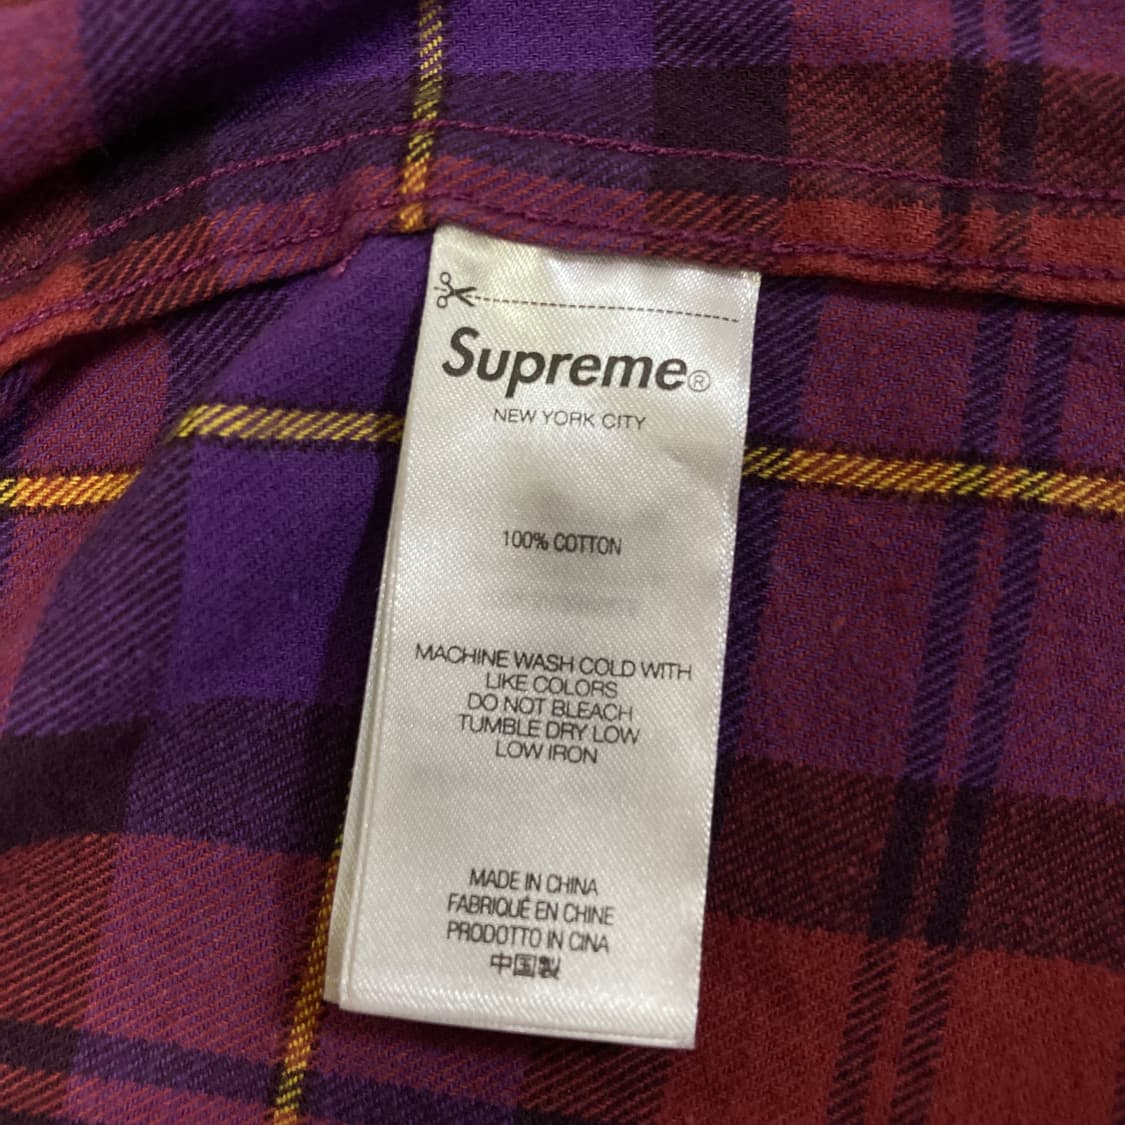 Supreme®
NEW YORK CITY
100% COTTON
MACHINE WASH COLD WITH
LIKE COLORS
DO NOT BLEACH
TUMBLE DRY LOW
LOW IRON
MADE IN CHINA
FABRIQUÉ EN CHINE
PRODOTTO IN CINA
中国製